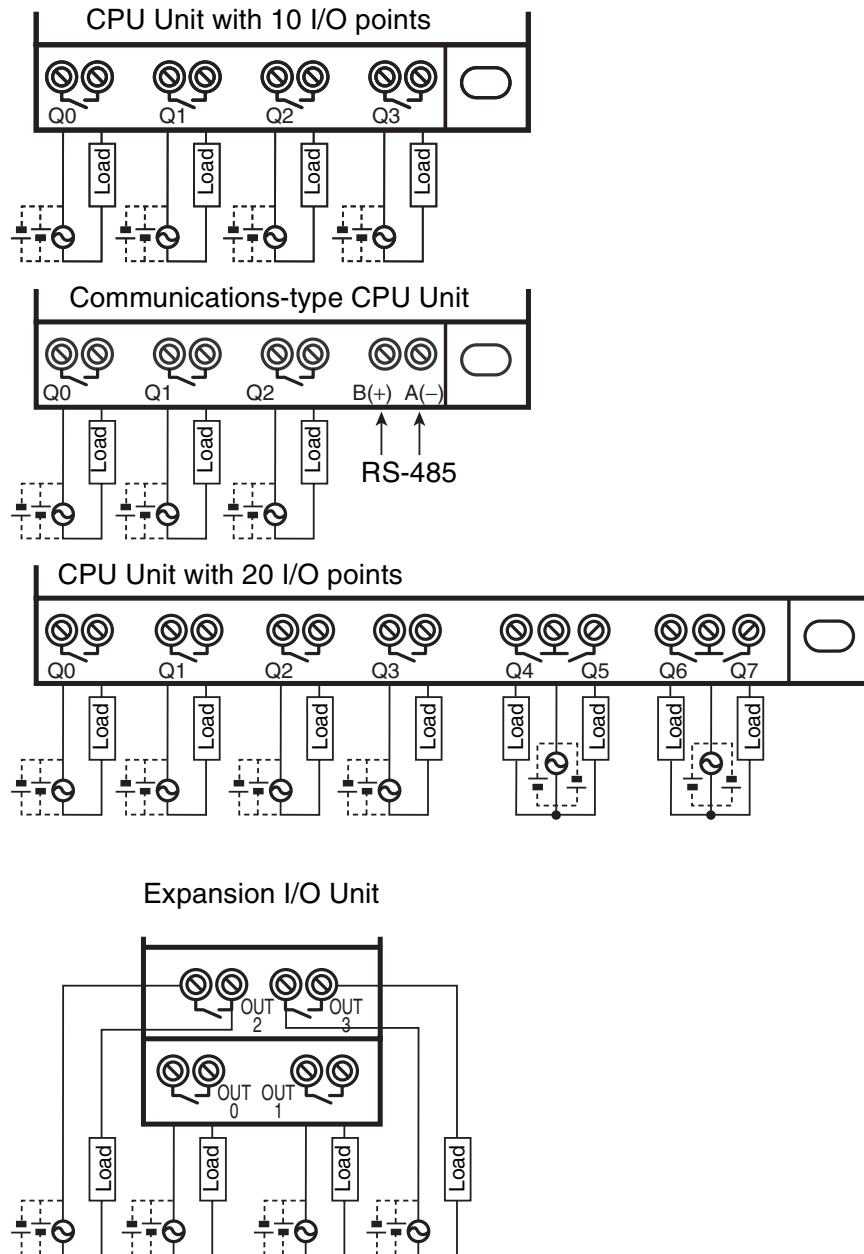 CPU Unit with 10 I/O points
Q0 Q1 Q2 Q3
Load Load Load Load
Communications-type CPU Unit
Q0 Q1 Q2 B(+) A(−)
Load Load Load
RS-485
CPU Unit with 20 I/O points
Q0 Q1 Q2 Q3 Q4 Q5 Q6 Q7
Load Load Load Load Load Load Load Load
Expansion I/O Unit
OUT OUT
2 3
OUT OUT
0 1
Load Load Load Load